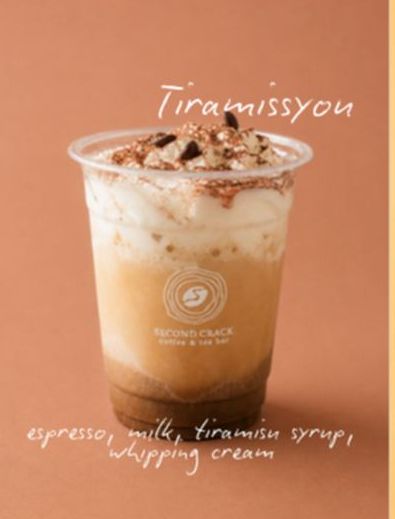 Tiramissyou
SECOND CRACK
coffee & tea bar
espresso, milk, tiramisu syrup,
whipping cream